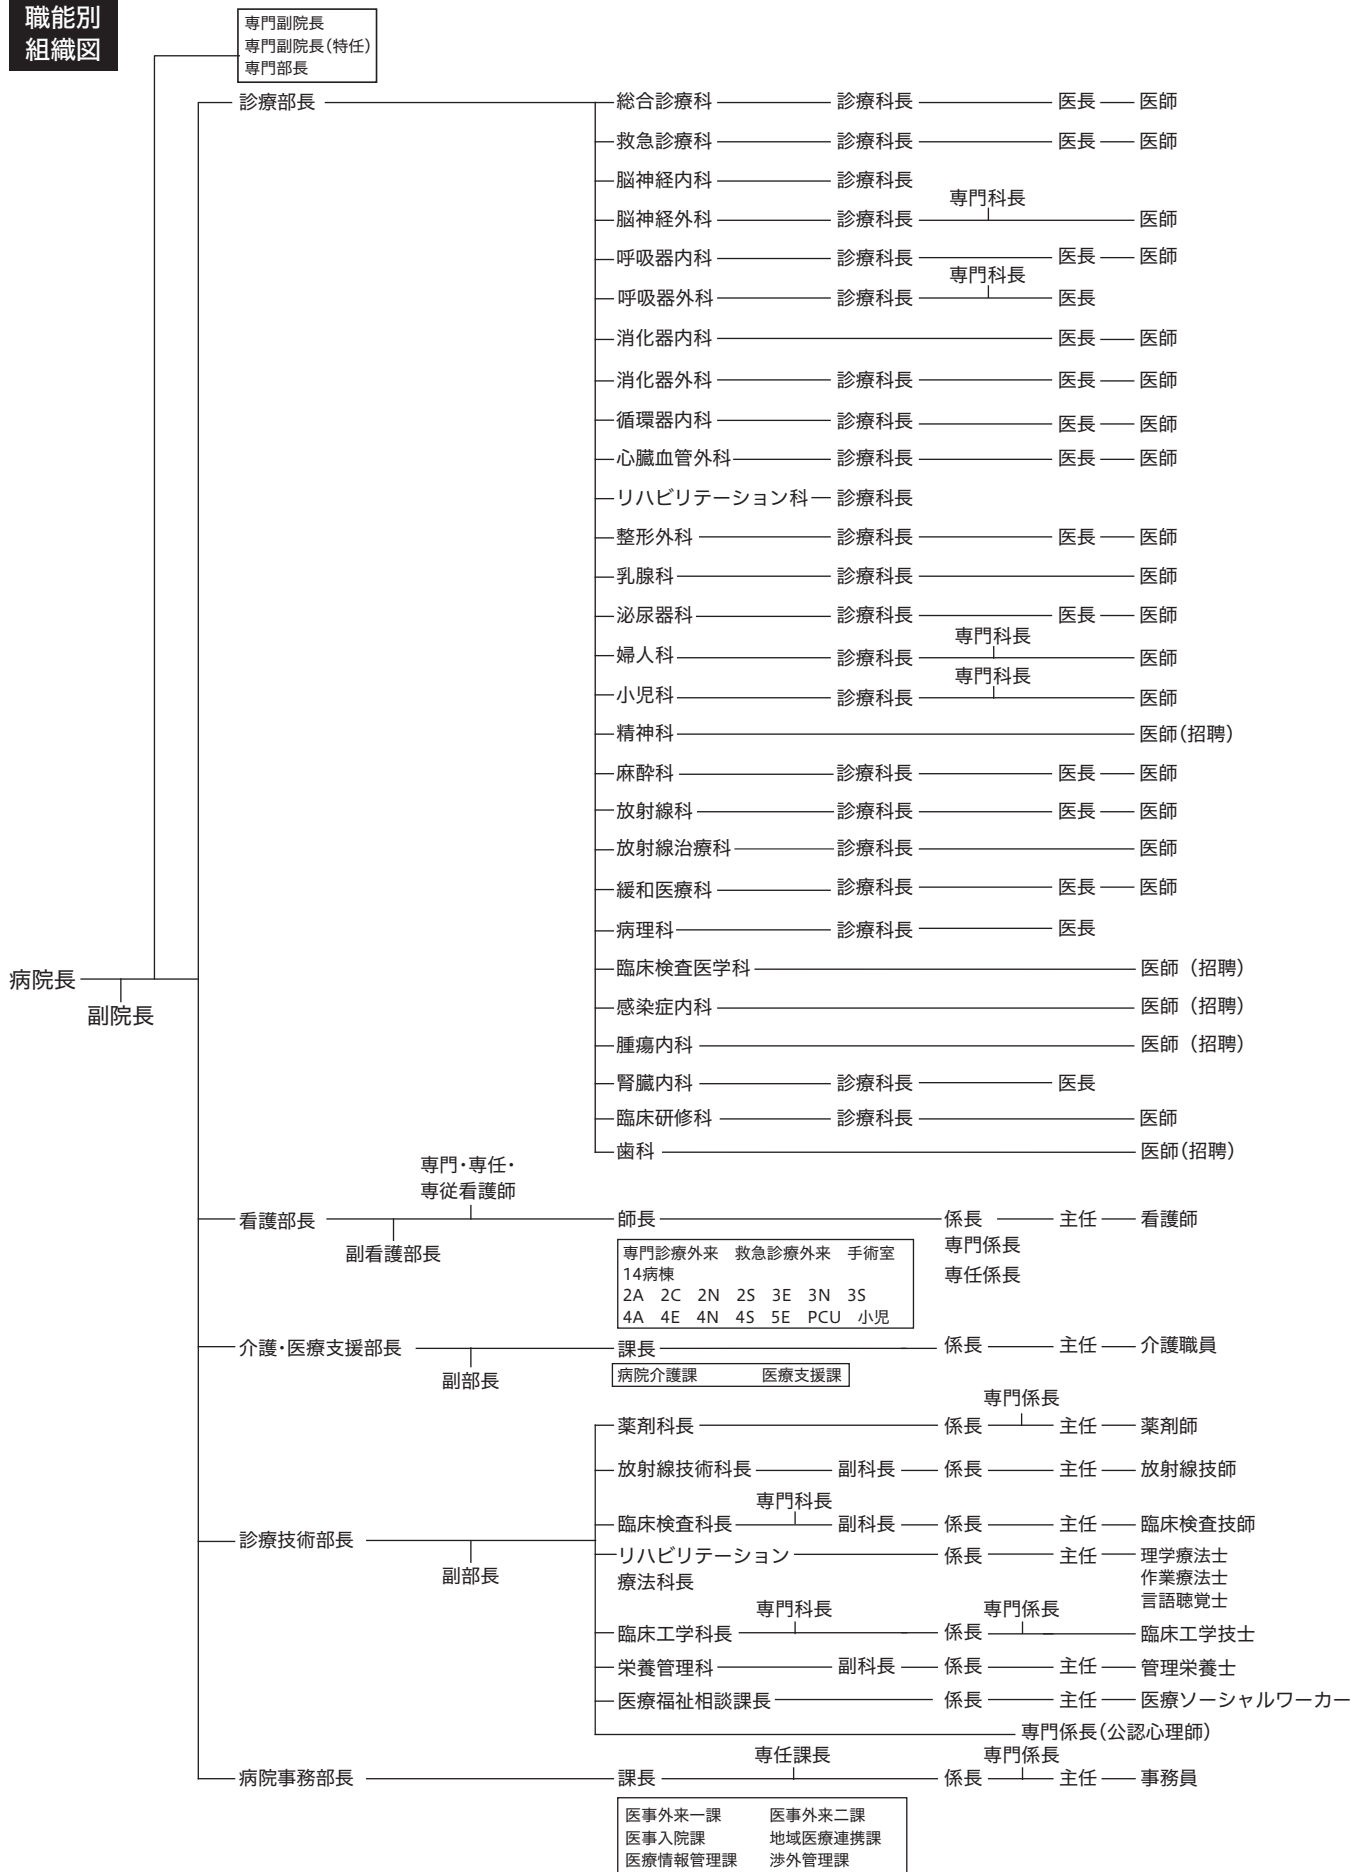 職能別
組織図
専門副院長
専門副院長(特任)
専門部長
診療部長 総合診療科 診療科長 医長 医師
救急診療科 診療科長 医長 医師
脳神経内科 診療科長
専門科長
脳神経外科 診療科長 医師
呼吸器内科 診療科長 医長 医師
専門科長
呼吸器外科 診療科長 医長
消化器内科 医長 医師
消化器外科 診療科長 医長 医師
循環器内科 診療科長 医長 医師
心臓血管外科 診療科長 医長 医師
リハビリテーション科 診療科長
整形外科 診療科長 医長 医師
乳腺科 診療科長 医師
泌尿器科 診療科長 医長 医師
専門科長
婦人科 診療科長 医師
専門科長
小児科 診療科長 医師
精神科 医師(招聘)
麻酔科 診療科長 医長 医師
放射線科 診療科長 医長 医師
放射線治療科 診療科長 医師
緩和医療科 診療科長 医長 医師
病理科 診療科長 医長
臨床検査医学科 医師（招聘）
病院長
副院長
感染症内科 医師（招聘）
腫瘍内科 医師（招聘）
腎臓内科 診療科長 医長
臨床研修科 診療科長 医師
歯科 医師(招聘)
専門・専任・
専従看護師
看護部長 師長 係長 主任 看護師
副看護部長 専門係長
専任係長
専門診療外来 救急診療外来 手術室
14病棟
2A 2C 2N 2S 3E 3N 3S
4A 4E 4N 4S 5E PCU 小児
介護・医療支援部長 課長 係長 主任 介護職員
副部長
病院介護課 医療支援課
専門係長
薬剤科長 係長 主任 薬剤師
放射線技術科長 副科長 係長 主任 放射線技師
専門科長
臨床検査科長 副科長 係長 主任 臨床検査技師
診療技術部長
副部長
リハビリテーション 係長 主任 理学療法士
療法科長 作業療法士
言語聴覚士
専門科長 専門係長
臨床工学科長 係長 臨床工学技士
栄養管理科 副科長 係長 主任 管理栄養士
医療福祉相談課長 係長 主任 医療ソーシャルワーカー
専門係長(公認心理師)
専任課長 専門係長
病院事務部長 課長 係長 主任 事務員
医事外来一課 医事外来二課
医事入院課 地域医療連携課
医療情報管理課 渉外管理課